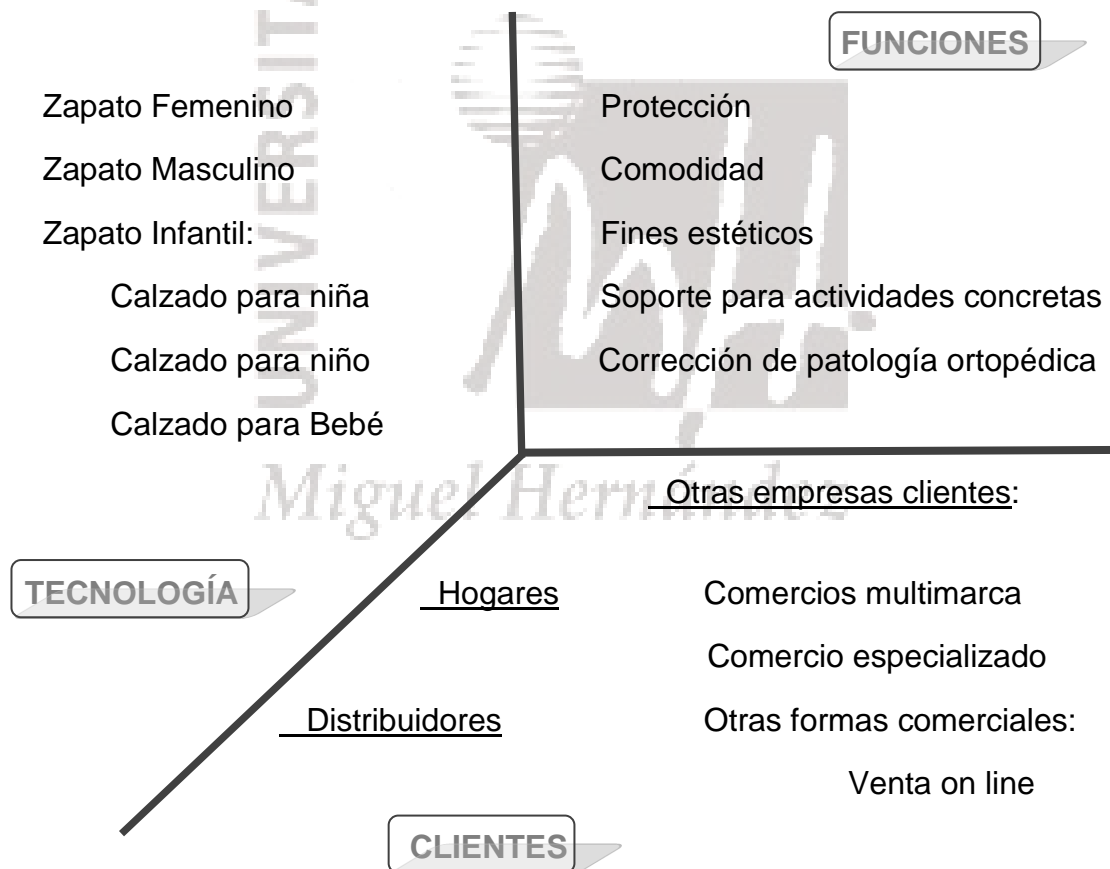 FUNCIONES
Zapato Femenino
Zapato Masculino
Zapato Infantil:
Calzado para niña
Calzado para niño
Calzado para Bebé
Protección
Comodidad
Fines estéticos
Soporte para actividades concretas
Corrección de patología ortopédica
UNIVERSITA
Miguel Hernández
TECNOLOGÍA
Hogares
Distribuidores
Otras empresas clientes:
Comercios multimarca
Comercio especializado
Otras formas comerciales:
Venta on line
CLIENTES